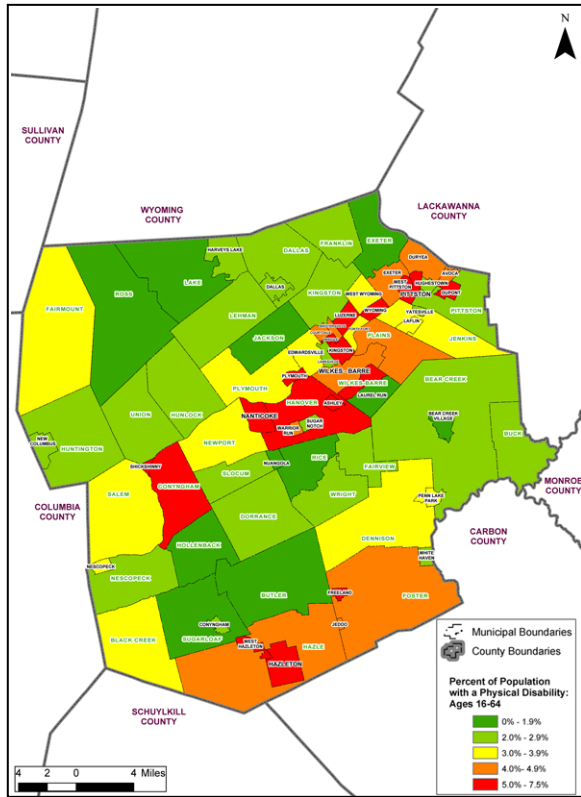 N
SULLIVAN
COUNTY
WYOMING
COUNTY
LACKAWANNA
COUNTY
HARVEYS LAKE
DALLAS
FRANKLIN
EXETER
DURYEA
AVOCA
EXETER
WEST
PITTSTON
HUGHESTOWN
PITTSTON
DUPONT
FAIRMOUNT
ROSS
LAKE
DALLAS
KINGSTON
WEST WYOMING
WYOMING
YATESVILLE
LAFLIN
PITTSTON
LEHMAN
LUZERNE
JENKINS
JACKSON
PLAINS
EDWARDSVILLE
KINGSTON
WILKES - BARRE
PLYMOUTH
PLYMOUTH
WILKES-BARRE
BEAR CREEK
HANOVER
ASHLEY
LAUREL RUN
UNION
HUNLOCK
NANTICOKE
WARRIOR
RUN
SUGAR
NOTCH
BEAR CREEK
VILLAGE
BUCK
NEW
COLUMBUS
HUNTINGTON
NEWPORT
SHICKSHINNY
NUANGOLA
RICE
FAIRVIEW
SLOCUM
CONYNGHAM
SALEM
WRIGHT
PENN LAKE
PARK
MONROE
COUNTY
COLUMBIA
COUNTY
DORRANCE
CARBON
COUNTY
HOLLENBACK
DENNISON
WHITE
HAVEN
NESCOPECK
NESCOPECK
BUTLER
FREELAND
FOSTER
CONYNGHAM
JEDDO
BLACK CREEK
SUGARLOAF
WEST
HAZLETON
HAZLE
HAZLETON
SCHUYLKILL
COUNTY
4 2 0 4 Miles
Municipal Boundaries
County Boundaries
Percent of Population
with a Physical Disability:
Ages 16-64
0% - 1.9%
2.0% - 2.9%
3.0% - 3.9%
4.0%- 4.9%
5.0% - 7.5%